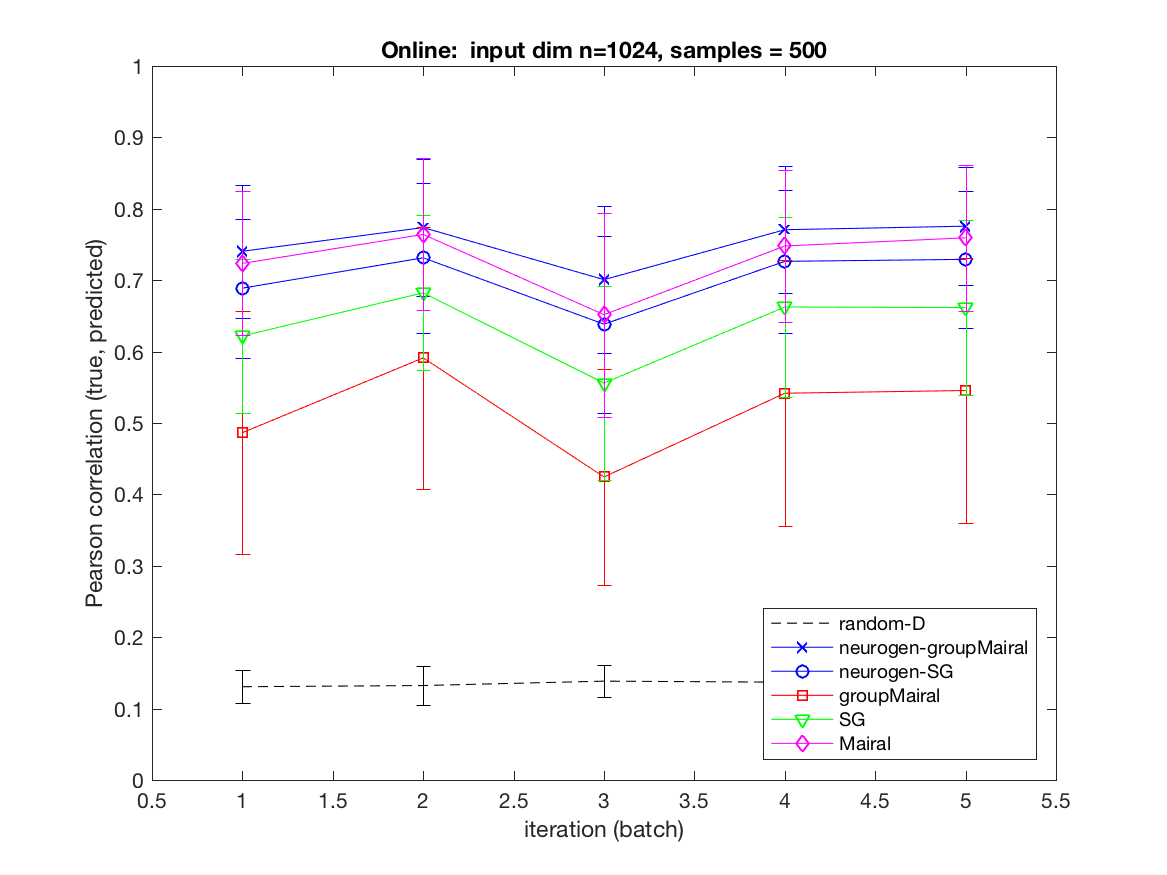 Online:  input dim n=1024, samples = 500
1
0.9
0.8
0.7
0.6
0.5
0.4
0.3
0.2
0.1
0
Pearson correlation (true, predicted)
random-D
neurogen-groupMairal
neurogen-SG
groupMairal
SG
Mairal
0.5 1 1.5 2 2.5 3 3.5 4 4.5 5 5.5
iteration (batch)